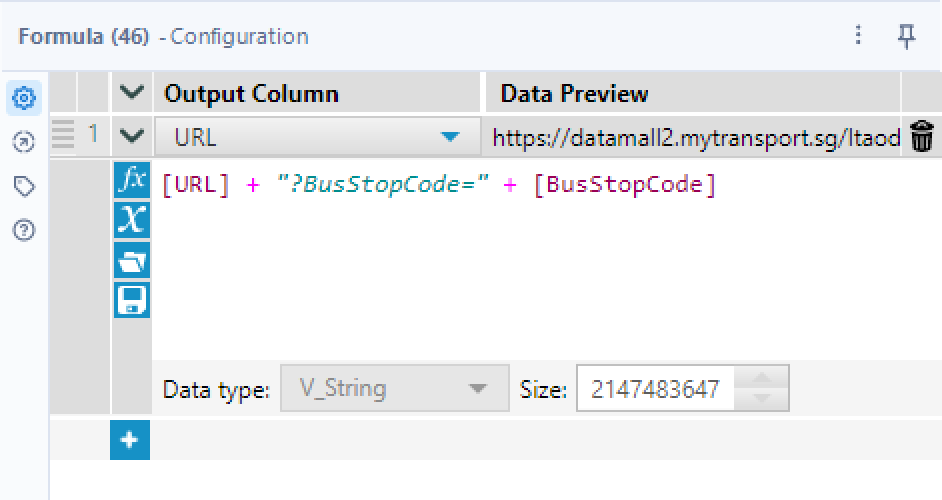 Formula (46) - Configuration
Output Column Data Preview
1 URL https://datamall2.mytransport.sg/ltaod
fx [URL] + "?BusStopCode=" + [BusStopCode]
X
Data type: V_String Size: 2147483647